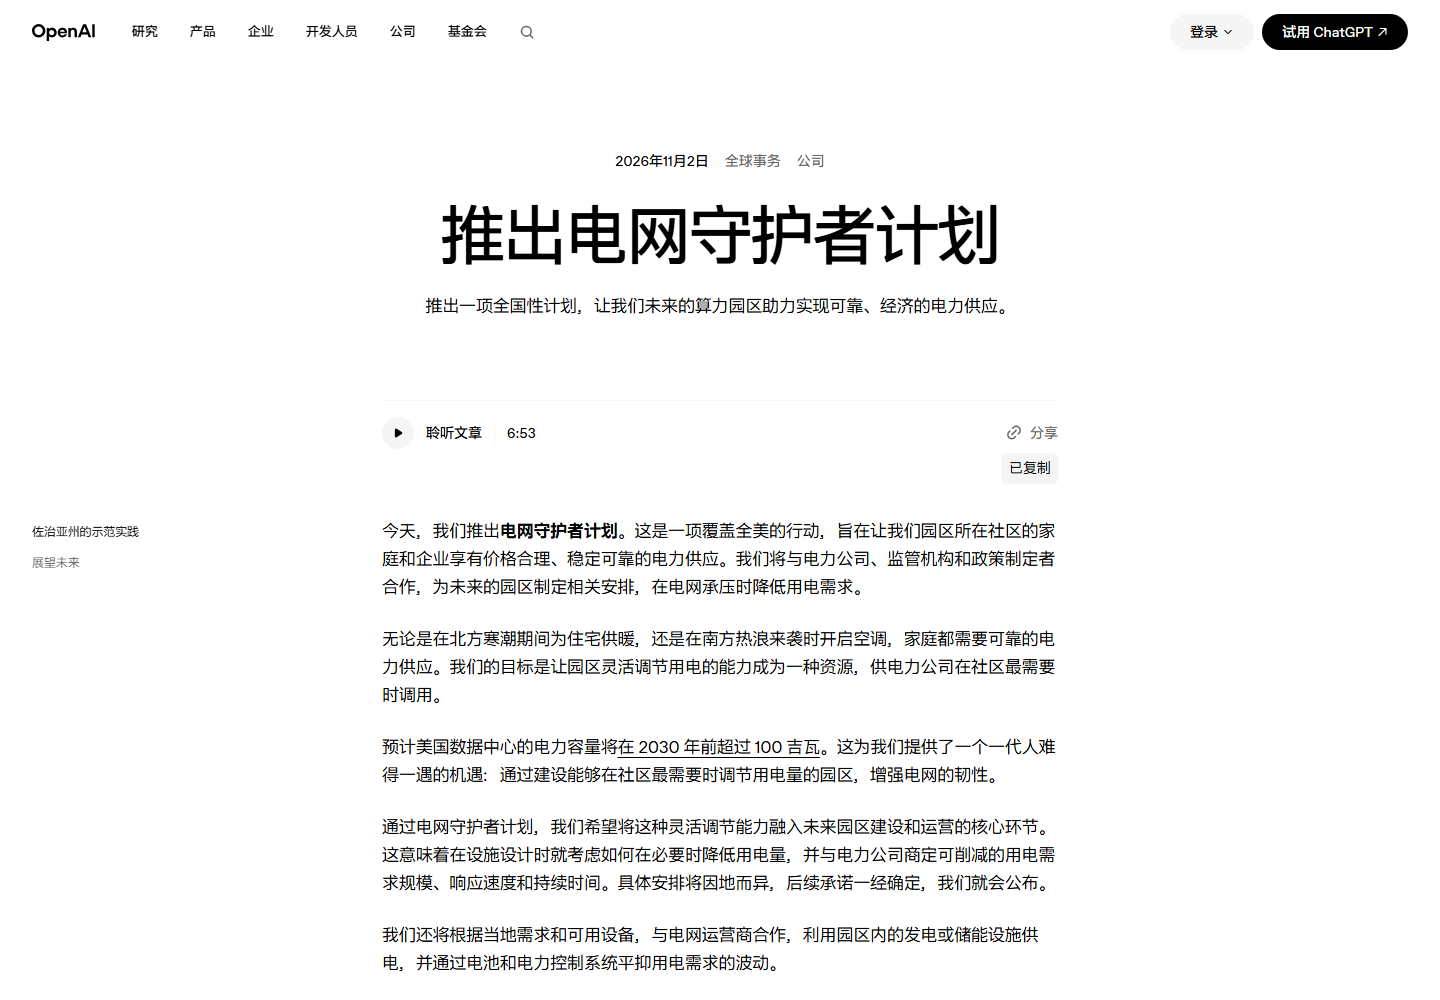 OpenAI 研究 产品 企业 开发人员 公司 基金会 登录 试用 ChatGPT ↗
2026年11月2日 全球事务 公司
推出电网守护者计划
推出一项全国性计划，让我们未来的算力园区助力实现可靠、经济的电力供应。
聆听文章 6:53 分享
已复制
佐治亚州的示范实践
展望未来
今天，我们推出电网守护者计划。这是一项覆盖全美的行动，旨在让我们园区所在社区的家
庭和企业享有价格合理、稳定可靠的电力供应。我们将与电力公司、监管机构和政策制定者
合作，为未来的园区制定相关安排，在电网承压时降低用电需求。
无论是在北方寒潮期间为住宅供暖，还是在南方热浪来袭时开启空调，家庭都需要可靠的电
力供应。我们的目标是让园区灵活调节用电的能力成为一种资源，供电力公司在社区最需要
时调用。
预计美国数据中心的电力容量将在 2030 年前超过 100 吉瓦。这为我们提供了一个一代人难
得一遇的机遇：通过建设能够在社区最需要时调节用电量的园区，增强电网的韧性。
通过电网守护者计划，我们希望将这种灵活调节能力融入未来园区建设和运营的核心环节。
这意味着在设施设计时就考虑如何在必要时降低用电量，并与电力公司商定可削减的用电需
求规模、响应速度和持续时间。具体安排将因地而异，后续承诺一经确定，我们就会公布。
我们还将根据当地需求和可用设备，与电网运营商合作，利用园区内的发电或储能设施供
电，并通过电池和电力控制系统平抑用电需求的波动。